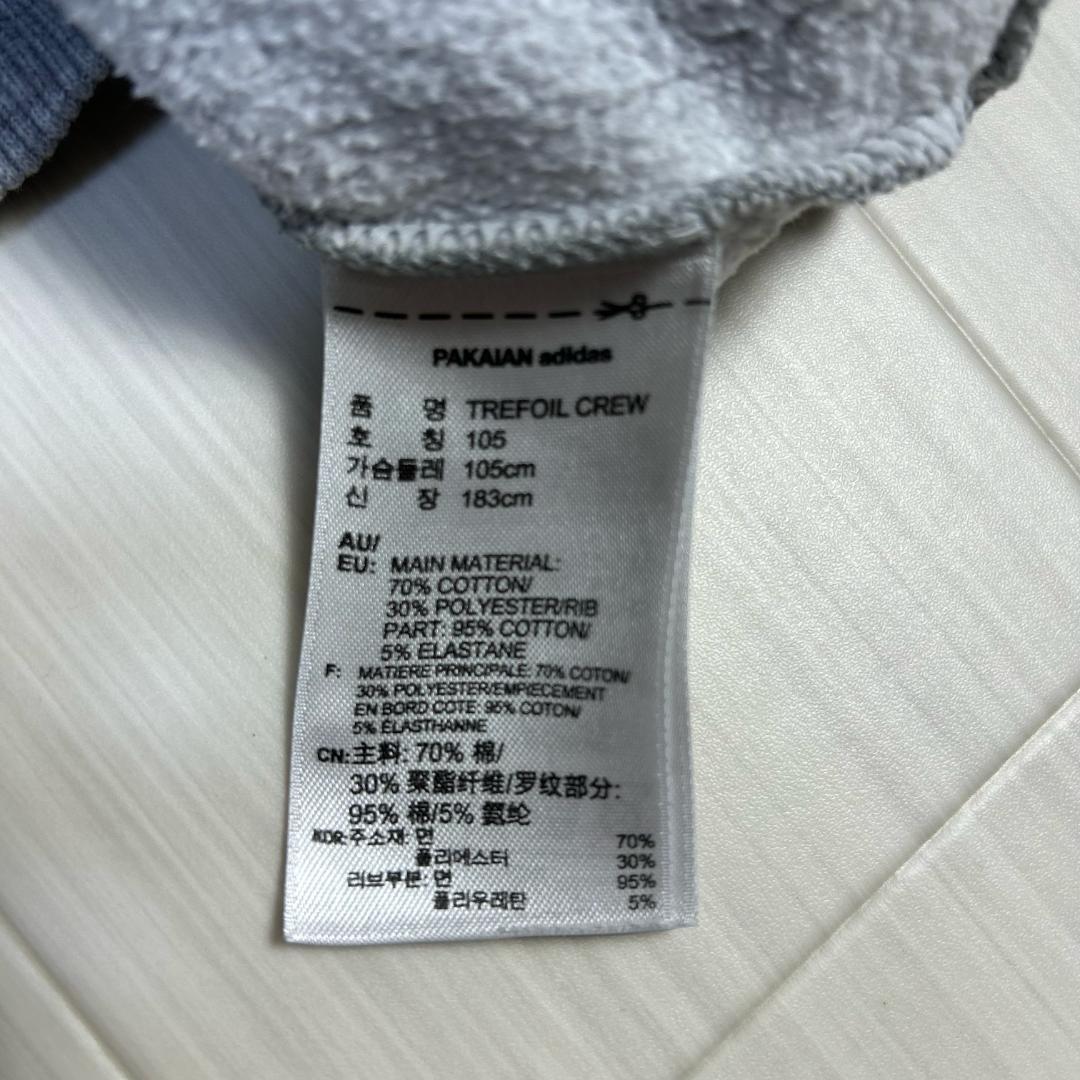 PAKAIAN adidas
품 명 TREFOIL CREW
호 칭 105
가슴둘레 105cm
신 장 183cm
AU/
EU: MAIN MATERIAL:
70% COTTON/
30% POLYESTER/RIB
PART: 95% COTTON/
5% ELASTANE
F: MATIERE PRINCIPALE: 70% COTON/
30% POLYESTER/EMPIECEMENT
EN BORD COTE: 95% COTON/
5% ÉLASTHANNE
CN:主料: 70% 棉/
30% 聚酯纤维/罗纹部分:
95% 棉/5% 氨纶
KOR:주소재: 면 70%
폴리에스터 30%
리브부분: 면 95%
폴리우레탄 5%